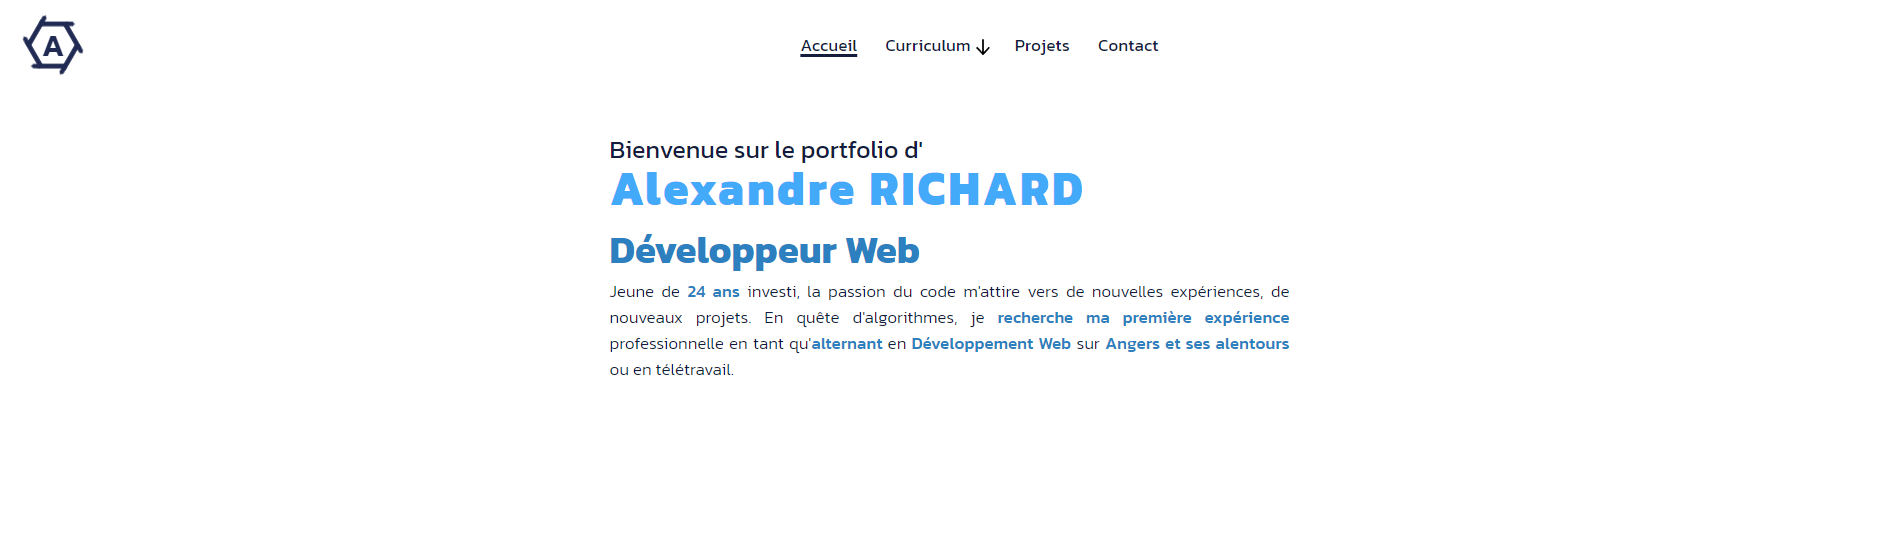 A
Accueil Curriculum Projets Contact
Bienvenue sur le portfolio d'
Alexandre RICHARD
Développeur Web
Jeune de 24 ans investi, la passion du code m'attire vers de nouvelles expériences, de
nouveaux projets. En quête d'algorithmes, je recherche ma première expérience
professionnelle en tant qu'alternant en Développement Web sur Angers et ses alentours
ou en télétravail.